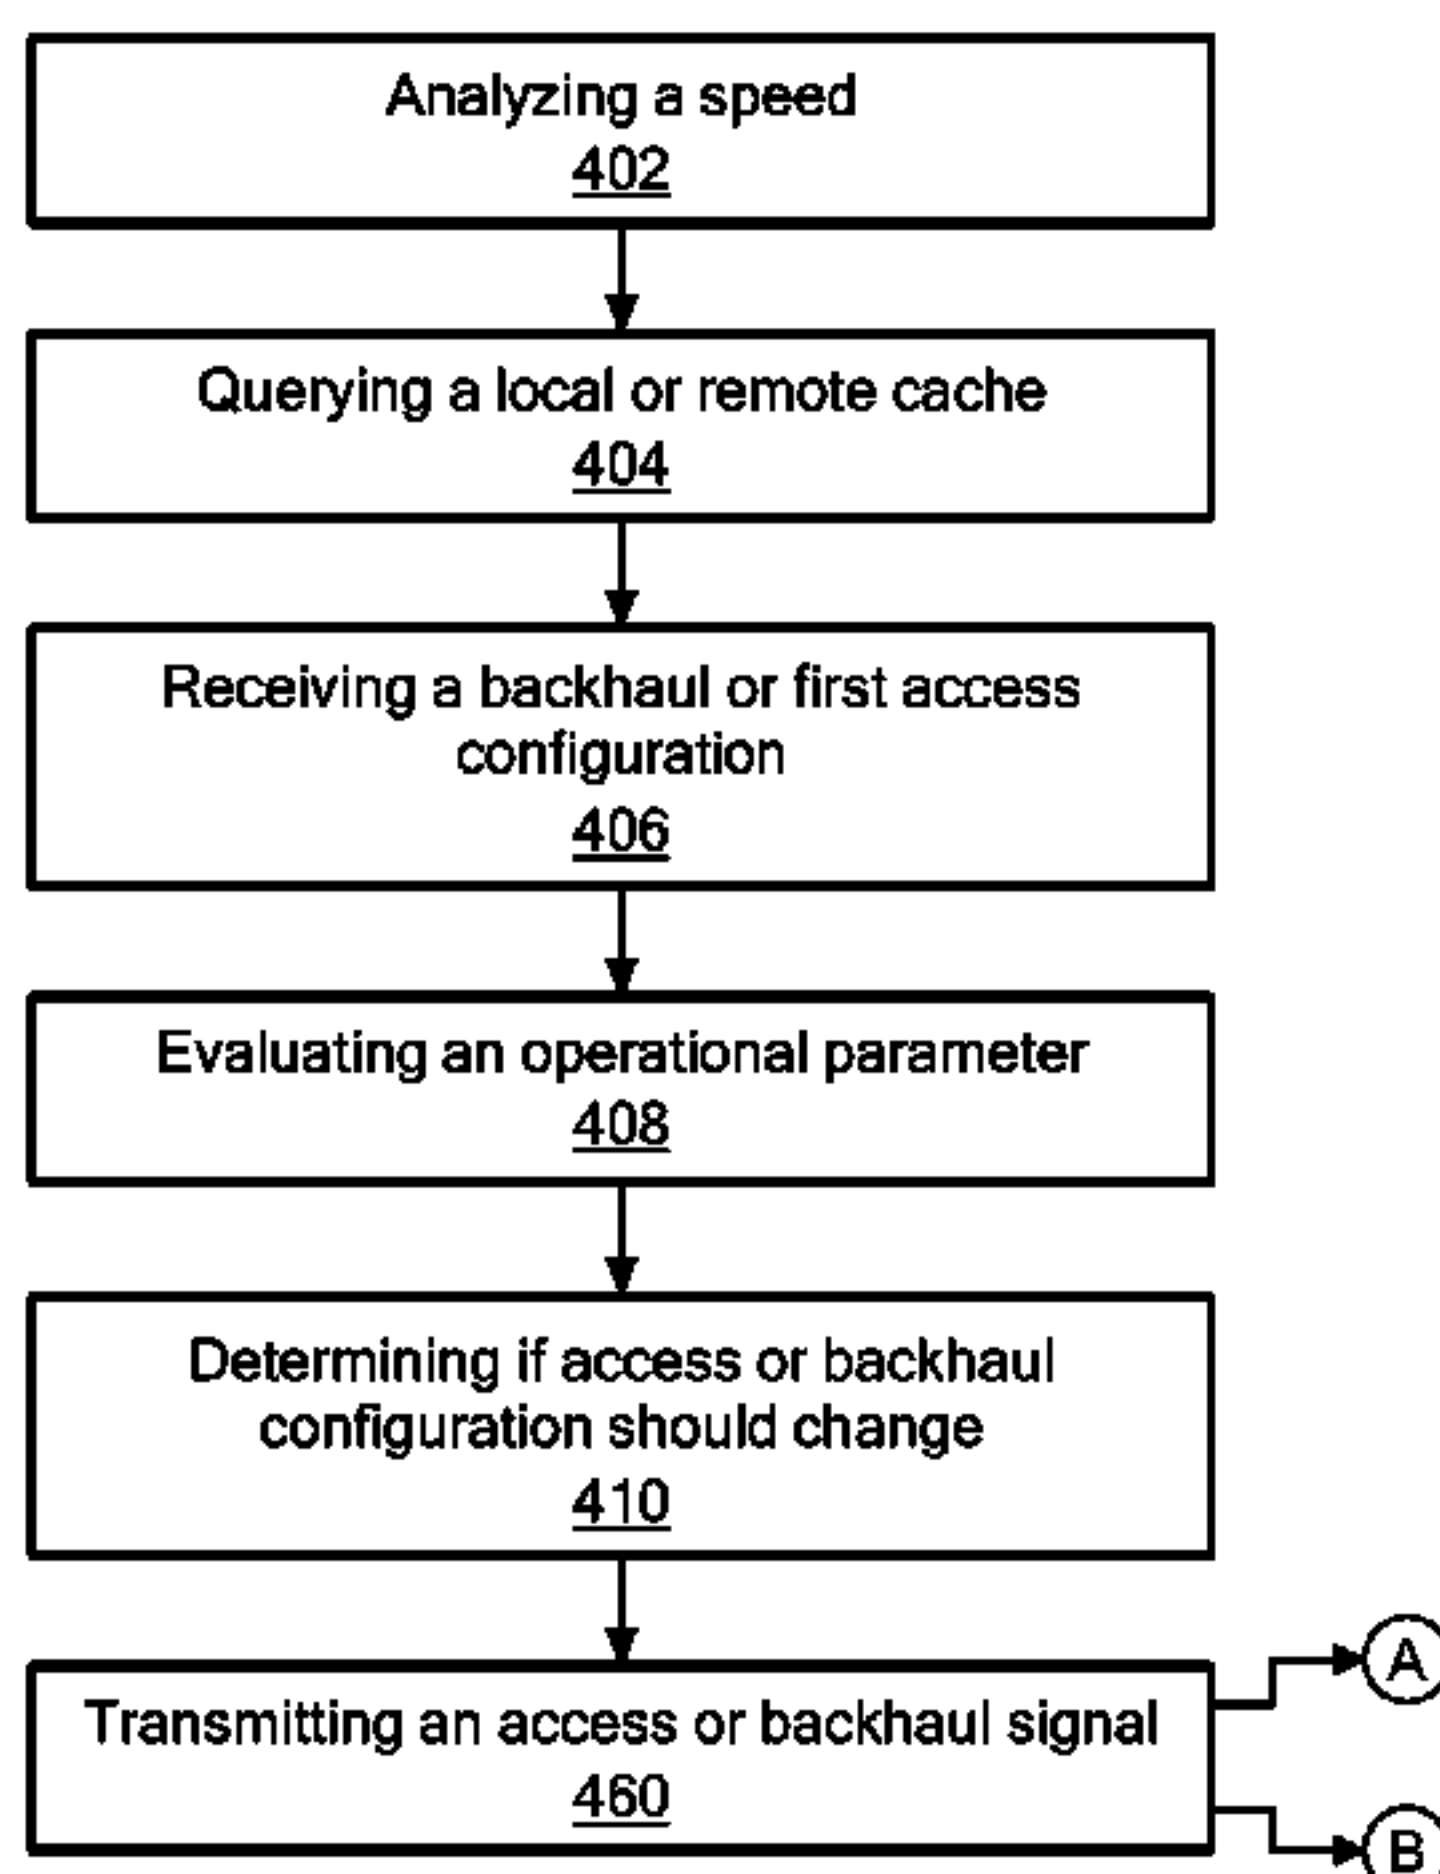 Analyzing a speed
402
Querying a local or remote cache
404
Receiving a backhaul or first access
configuration
406
Evaluating an operational parameter
408
Determining if access or backhaul
configuration should change
410
Transmitting an access or backhaul signal
460
A
B